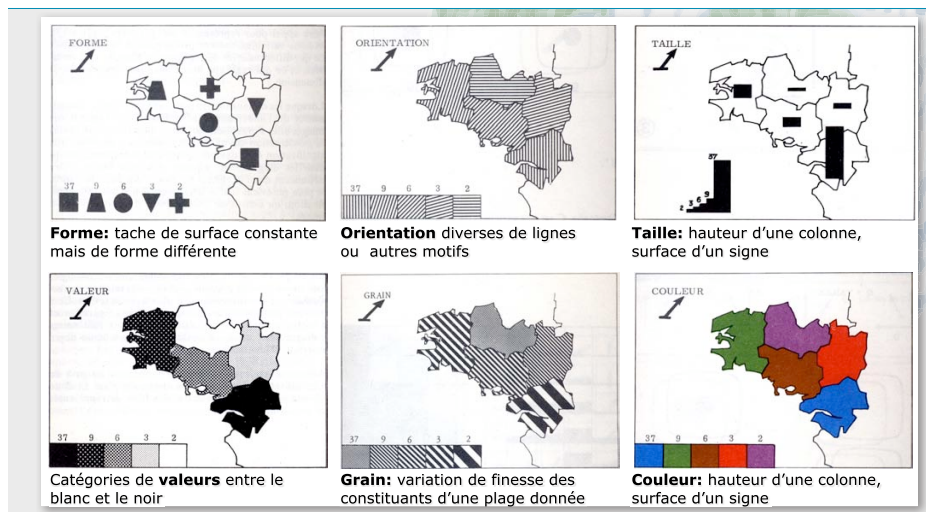 FORME
37 9 6 3 2
Forme: tache de surface constante
mais de forme différente
ORIENTATION
37 9 6 3 2
Orientation diverses de lignes
ou autres motifs
TAILLE
37
9
6
3
2
Taille: hauteur d’une colonne,
surface d’un signe
VALEUR
37 9 6 3 2
Catégories de valeurs entre le
blanc et le noir
GRAIN
37 9 6 3 2
Grain: variation de finesse des
constituants d’une plage donnée
COULEUR
37 9 6 3 2
Couleur: hauteur d’une colonne,
surface d’un signe